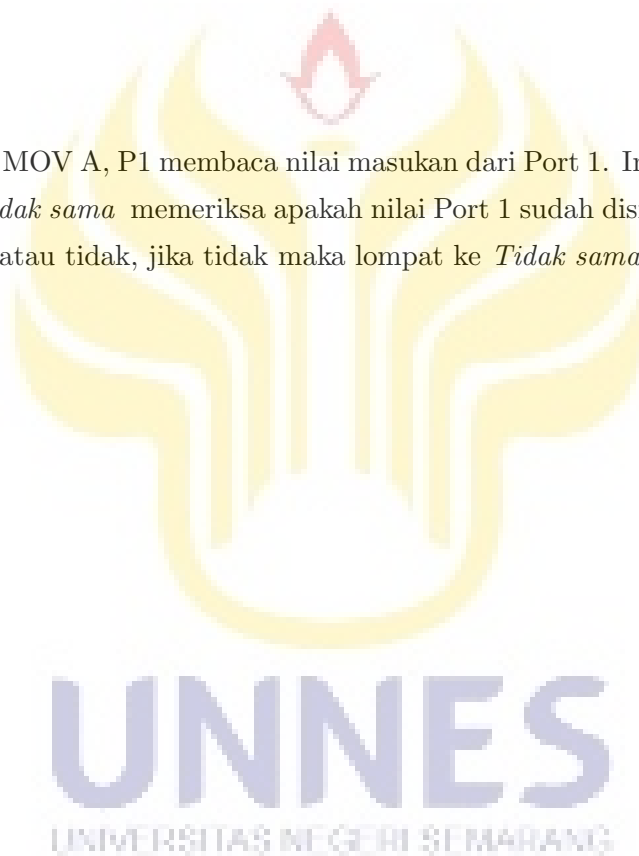 MOV A, P1 membaca nilai masukan dari Port 1. In
dak sama memeriksa apakah nilai Port 1 sudah dis
atau tidak, jika tidak maka lompat ke Tidak sama
UNNES
UNIVERSITAS NEGERI SEMARANG